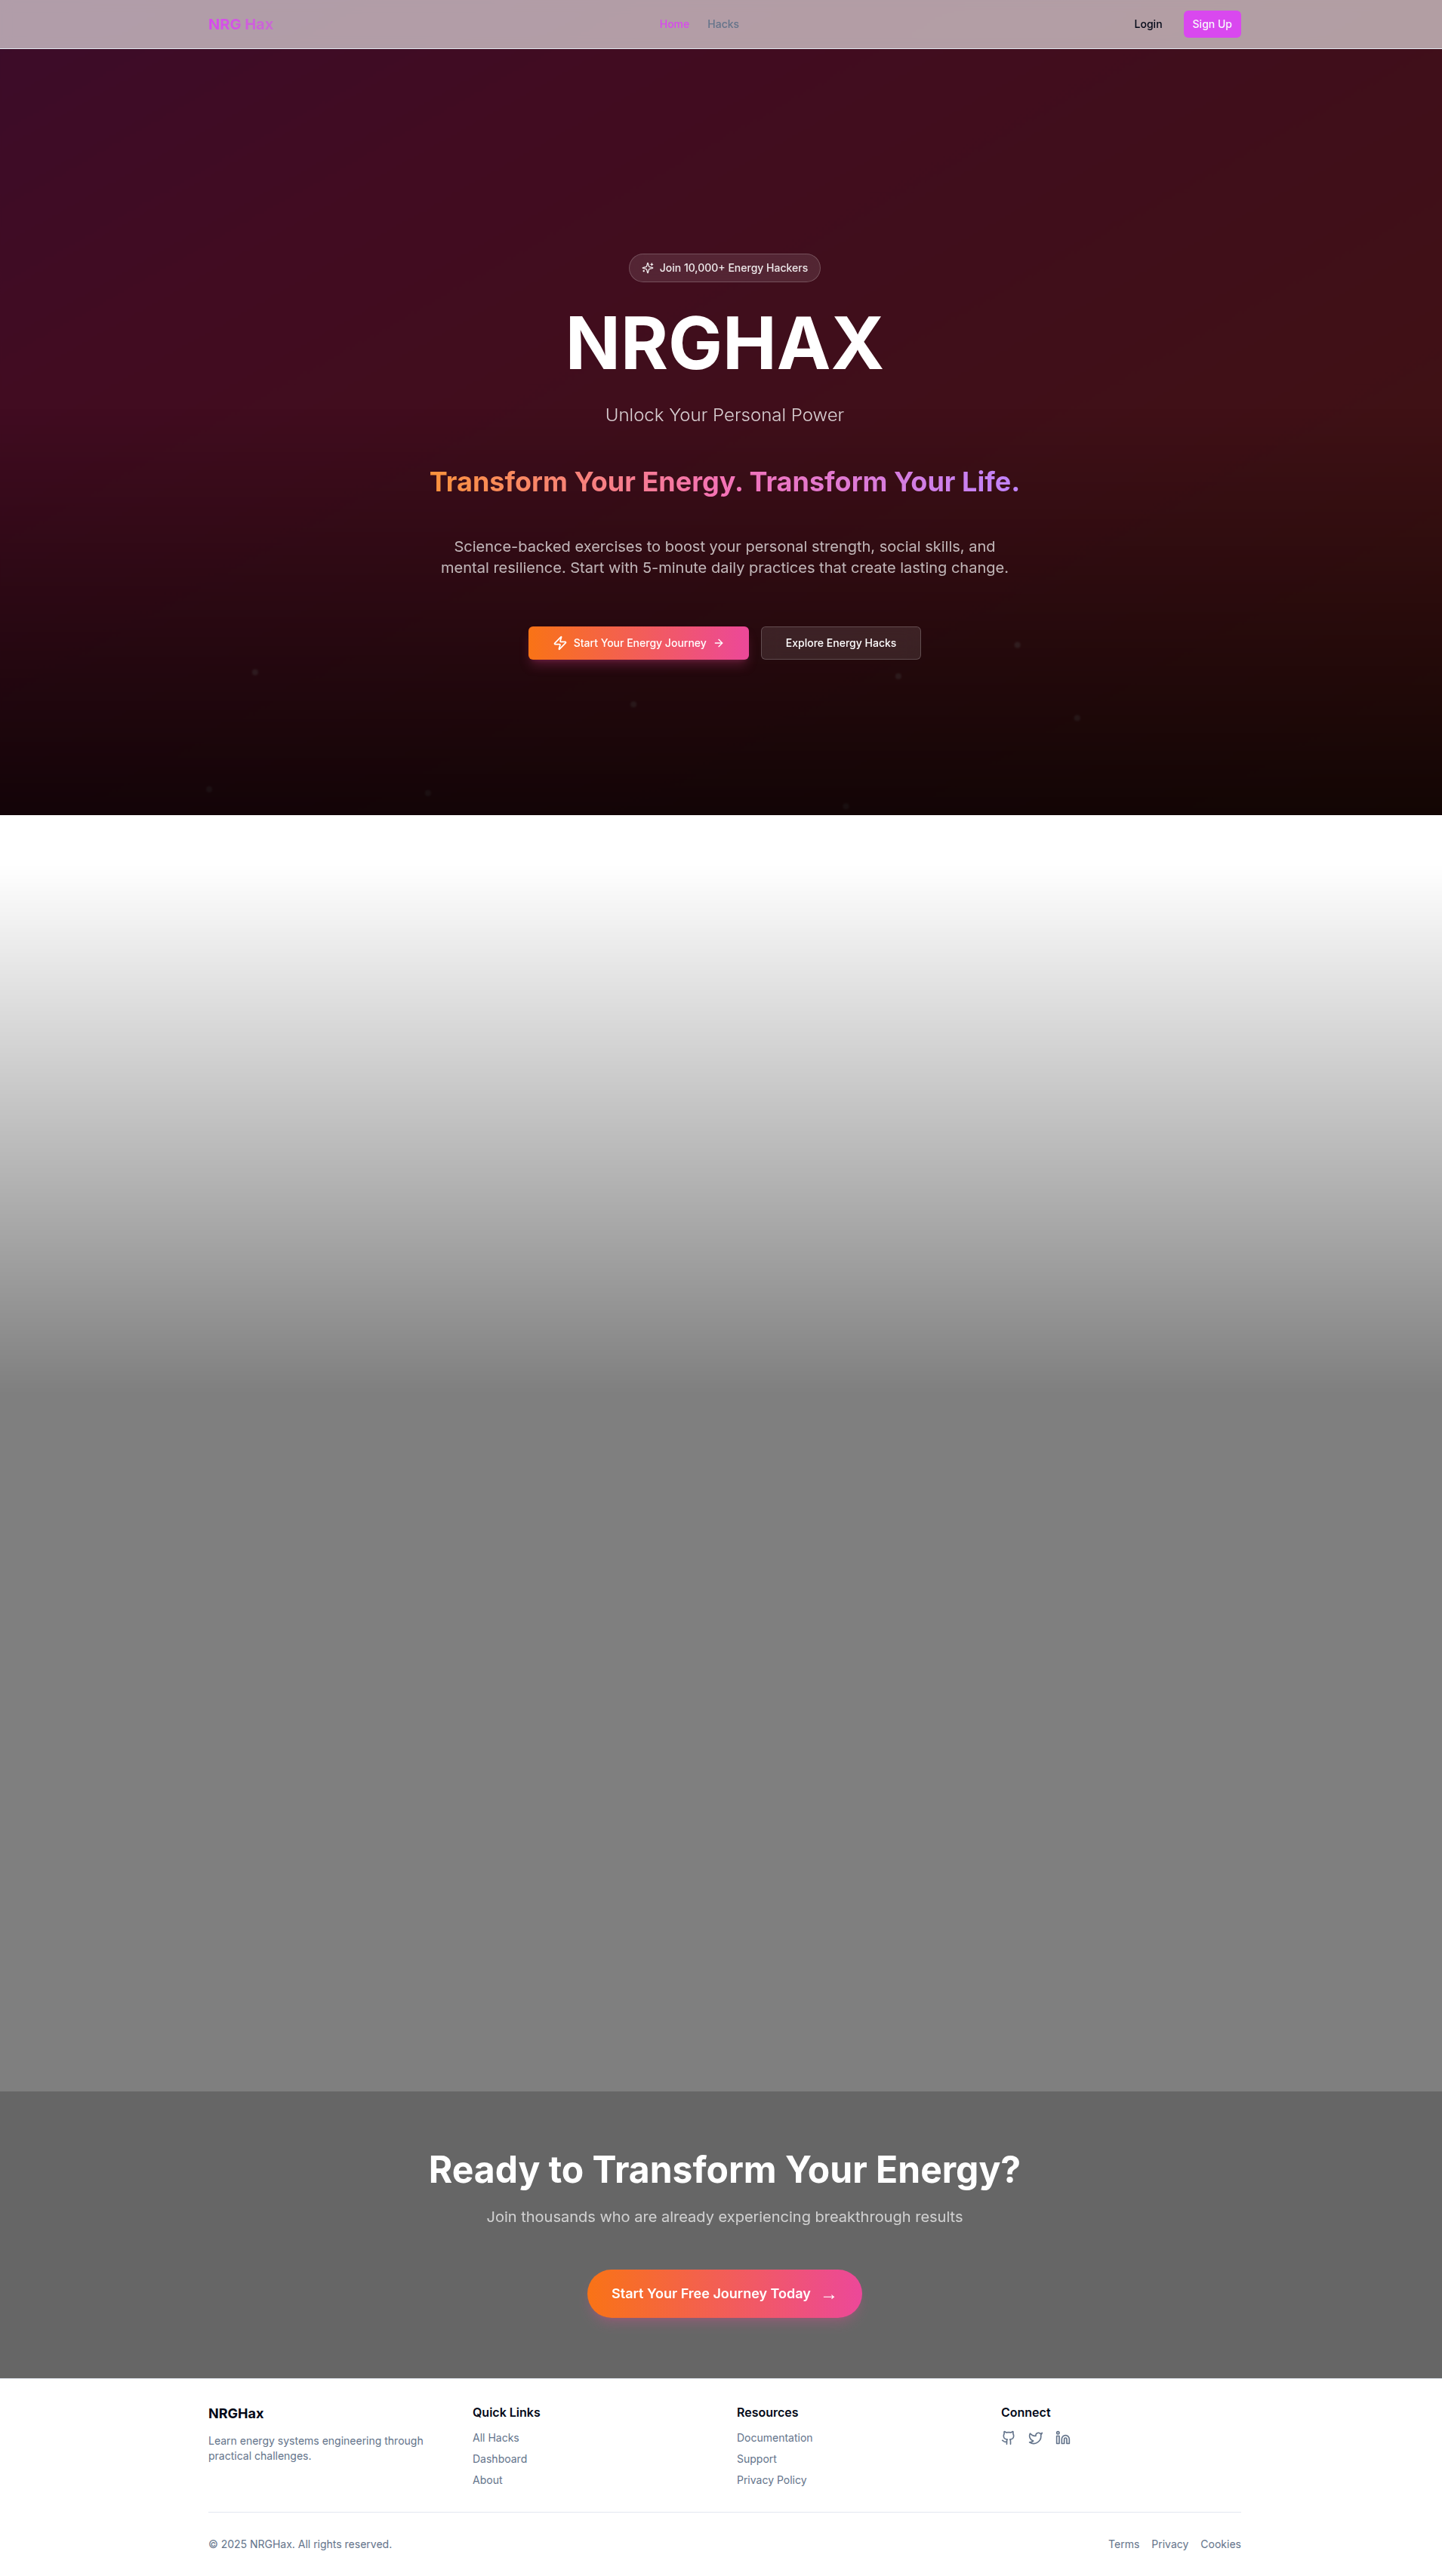 NRG Hax
Home
Hacks
Login
Sign Up
Join 10,000+ Energy Hackers
NRGHAX
Unlock Your Personal Power
Transform Your Energy. Transform Your Life.
Science-backed exercises to boost your personal strength, social skills, and
mental resilience. Start with 5-minute daily practices that create lasting change.
Start Your Energy Journey →
Explore Energy Hacks
Ready to Transform Your Energy?
Join thousands who are already experiencing breakthrough results
Start Your Free Journey Today →
NRGHax
Learn energy systems engineering through
practical challenges.
Quick Links
All Hacks
Dashboard
About
Resources
Documentation
Support
Privacy Policy
Connect
© 2025 NRGHax. All rights reserved.
Terms
Privacy
Cookies